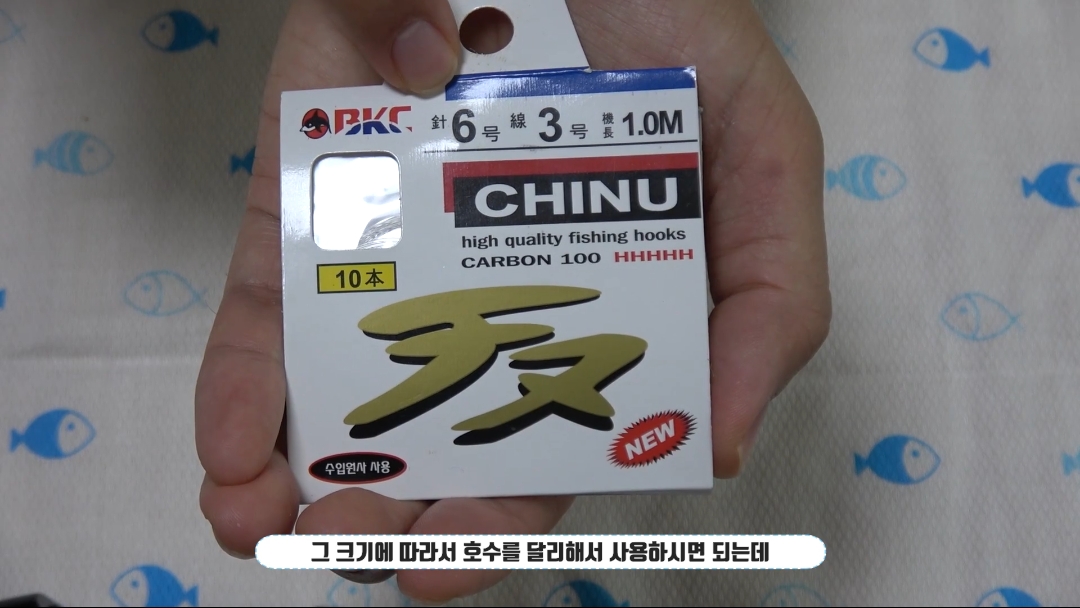 BKC 針6号 線3号 機長1.0M
CHINU
high quality fishing hooks
CARBON 100 HHHHH
10本
チヌ
NEW
수입원사 사용
그 크기에 따라서 호수를 달리해서 사용하시면 되는데